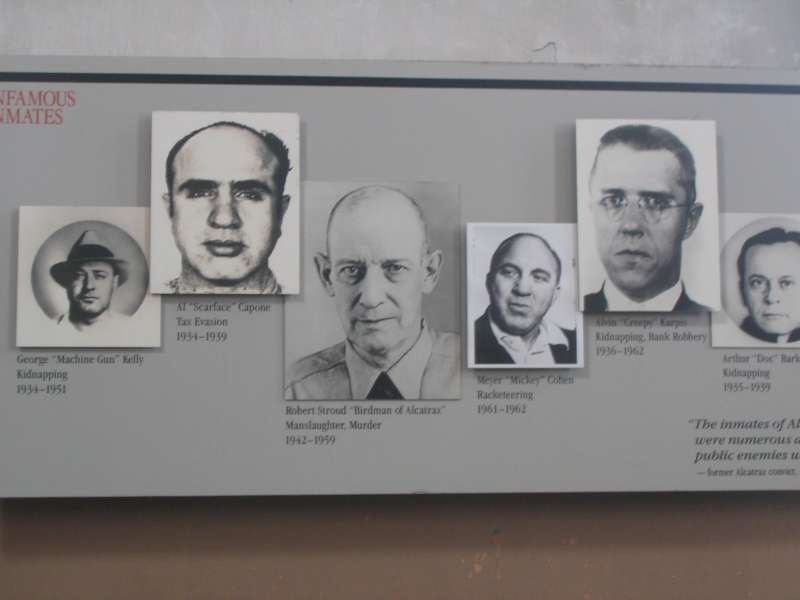 NFAMOUS
NMATES
George "Machine Gun" Kelly
Kidnapping
1934-1951
Al "Scarface" Capone
Tax Evasion
1934-1939
Robert Stroud "Birdman of Alcatraz"
Manslaughter, Murder
1942-1959
Meyer "Mickey" Cohen
Racketeering
1961-1962
Alvin "Creepy" Karpis
Kidnapping, Bank Robbery
1936-1962
Arthur "Doc" Bark
Kidnapping
1935-1939
"The inmates of Al
were numerous a
public enemies w
—former Alcatraz convict,